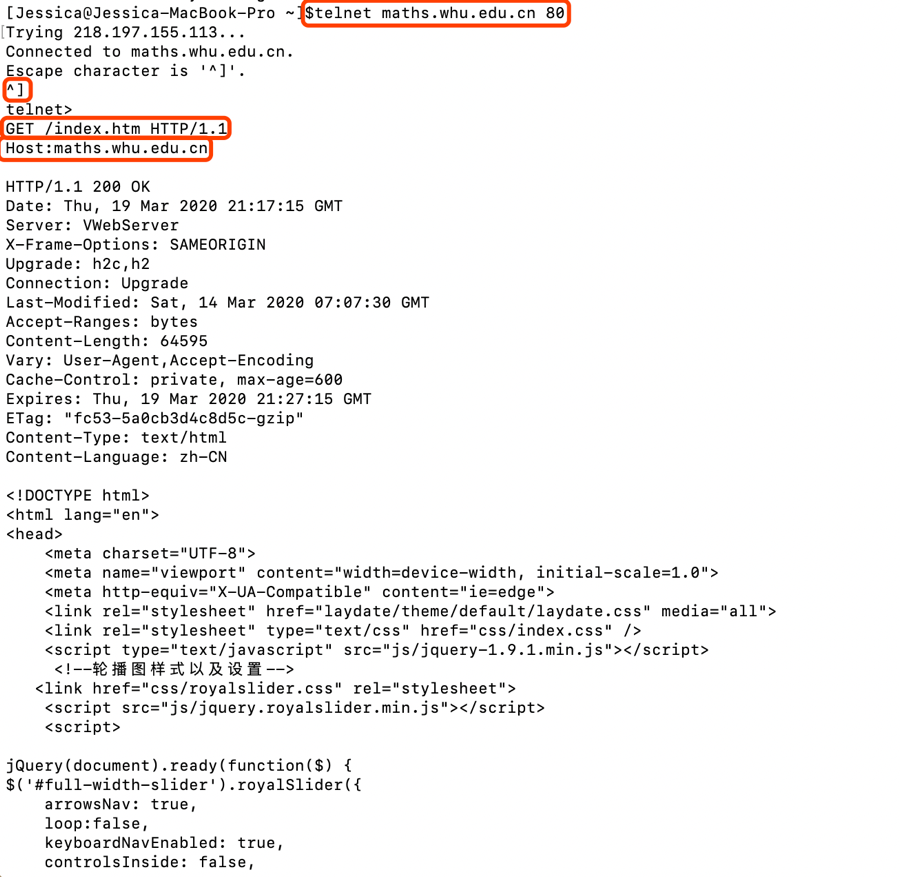 [Jessica@Jessica-MacBook-Pro ~]$telnet maths.whu.edu.cn 80
Trying 218.197.155.113...
Connected to maths.whu.edu.cn.
Escape character is '^]'.
^]
telnet>
GET /index.htm HTTP/1.1
Host:maths.whu.edu.cn

HTTP/1.1 200 OK
Date: Thu, 19 Mar 2020 21:17:15 GMT
Server: VWebServer
X-Frame-Options: SAMEORIGIN
Upgrade: h2c,h2
Connection: Upgrade
Last-Modified: Sat, 14 Mar 2020 07:07:30 GMT
Accept-Ranges: bytes
Content-Length: 64595
Vary: User-Agent,Accept-Encoding
Cache-Control: private, max-age=600
Expires: Thu, 19 Mar 2020 21:27:15 GMT
ETag: "fc53-5a0cb3d4c8d5c-gzip"
Content-Type: text/html
Content-Language: zh-CN

<!DOCTYPE html>
<html lang="en">
<head>
    <meta charset="UTF-8">
    <meta name="viewport" content="width=device-width, initial-scale=1.0">
    <meta http-equiv="X-UA-Compatible" content="ie=edge">
    <link rel="stylesheet" href="laydate/theme/default/laydate.css" media="all">
    <link rel="stylesheet" type="text/css" href="css/index.css" />
    <script type="text/javascript" src="js/jquery-1.9.1.min.js"></script>
     <!--轮播图样式以及设置-->
   <link href="css/royalslider.css" rel="stylesheet">
    <script src="js/jquery.royalslider.min.js"></script>
    <script>

jQuery(document).ready(function($) {
$('#full-width-slider').royalSlider({
    arrowsNav: true,
    loop:false,
    keyboardNavEnabled: true,
    controlsInside: false,